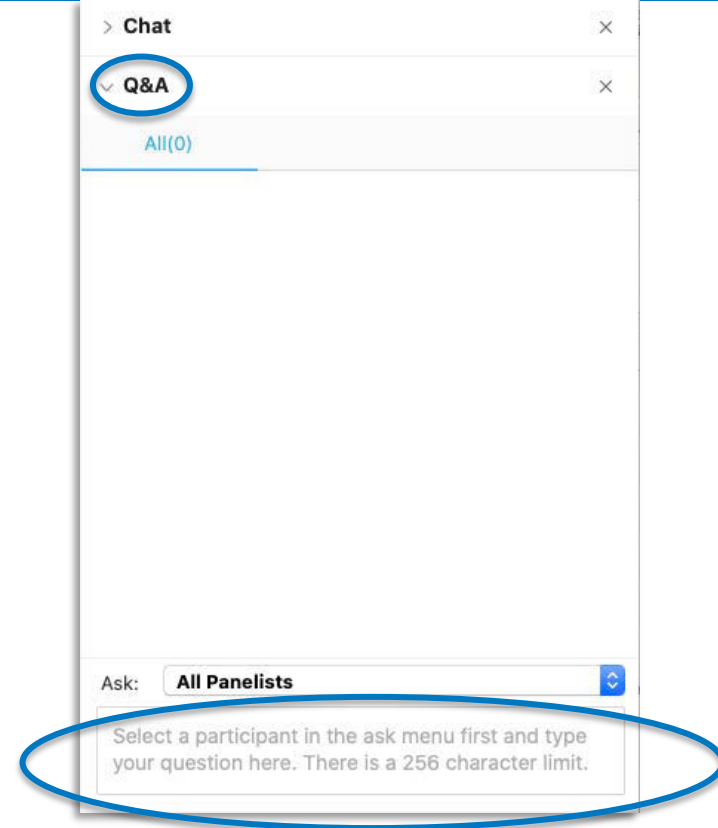 Chat
Q&A
All(0)
Ask: All Panelists
Select a participant in the ask menu first and type
your question here. There is a 256 character limit.